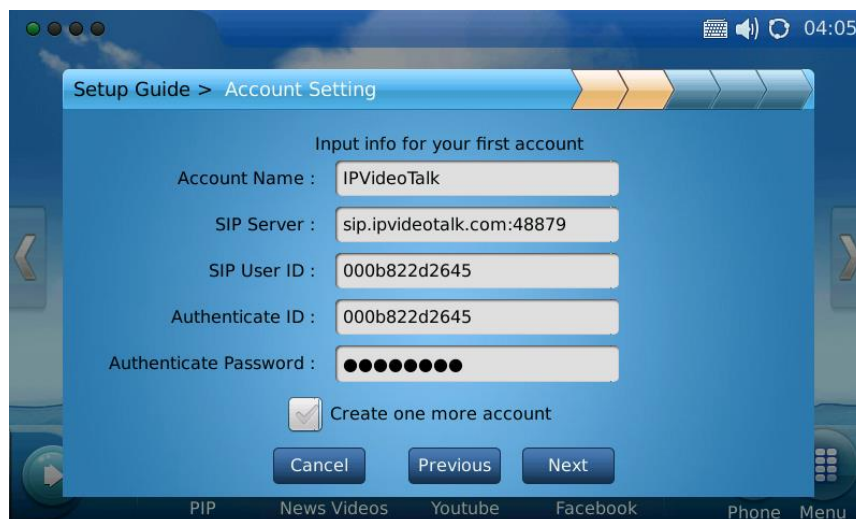 04:05
Setup Guide > Account Setting
Input info for your first account
Account Name : IPVideoTalk
SIP Server : sip.ipvideotalk.com:48879
SIP User ID : 000b822d2645
Authenticate ID : 000b822d2645
Authenticate Password : ●●●●●●●●
Create one more account
Cancel Previous Next
PIP News Videos Youtube Facebook Phone Menu